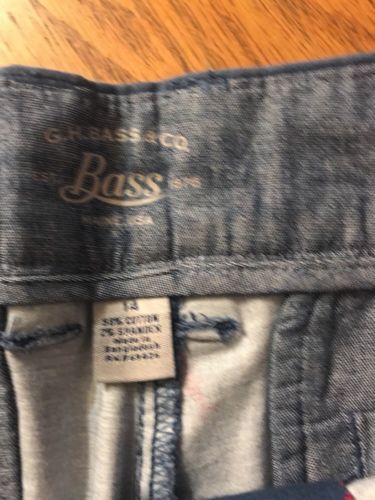 G.H.BASS & CO.
EST. Bass 1876
MAINE, USA
14
98% COTTON
2% SPANDEX
Made in
Bangladesh